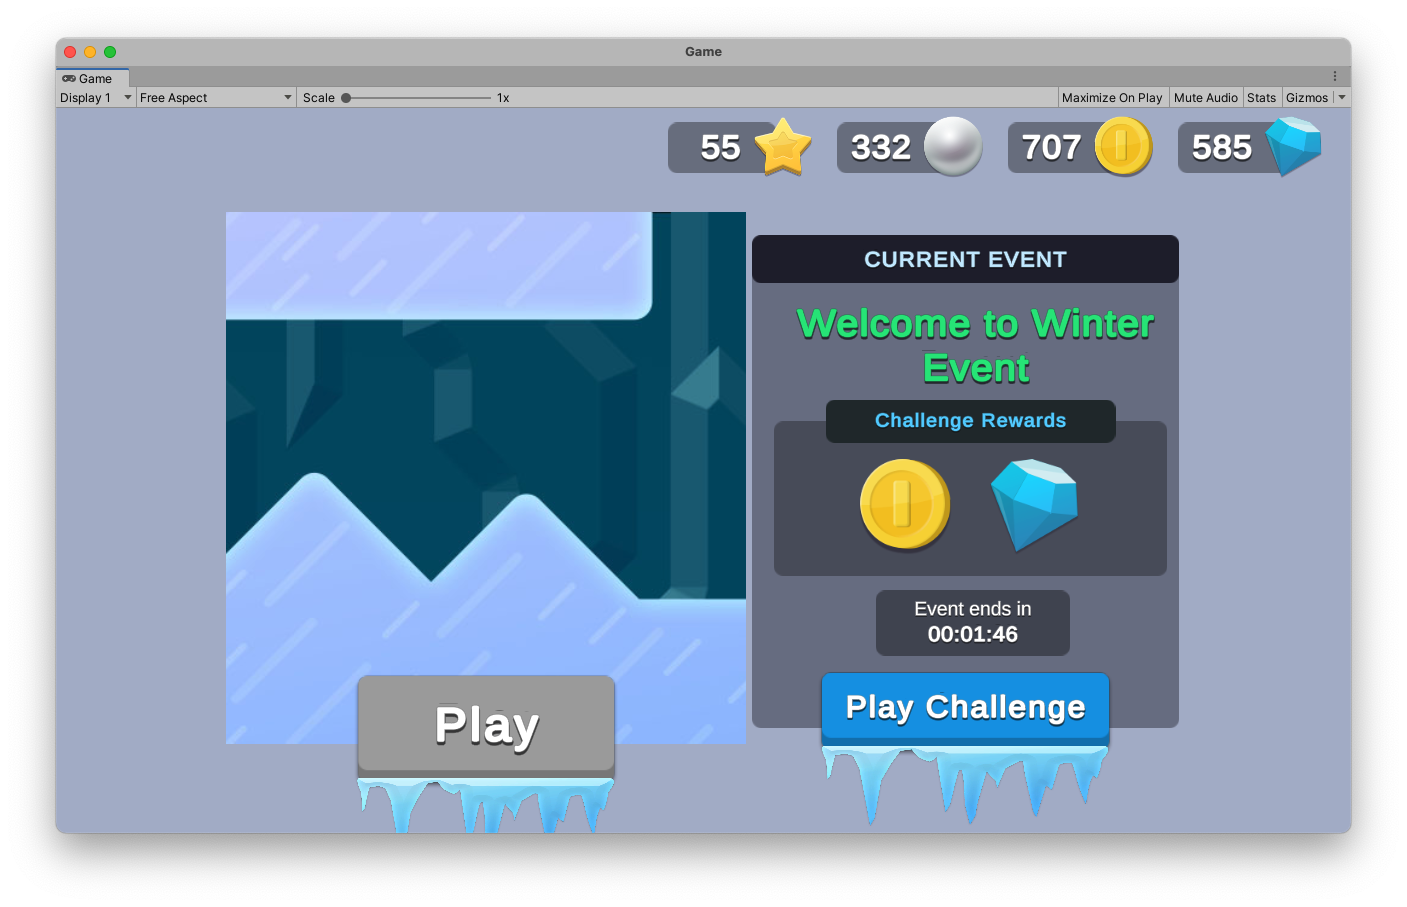 Game
Game
Display 1 Free Aspect Scale 1x Maximize On Play Mute Audio Stats Gizmos
55 332 707 585
CURRENT EVENT
Welcome to Winter
Event
Challenge Rewards
Event ends in
00:01:46
Play
Play Challenge